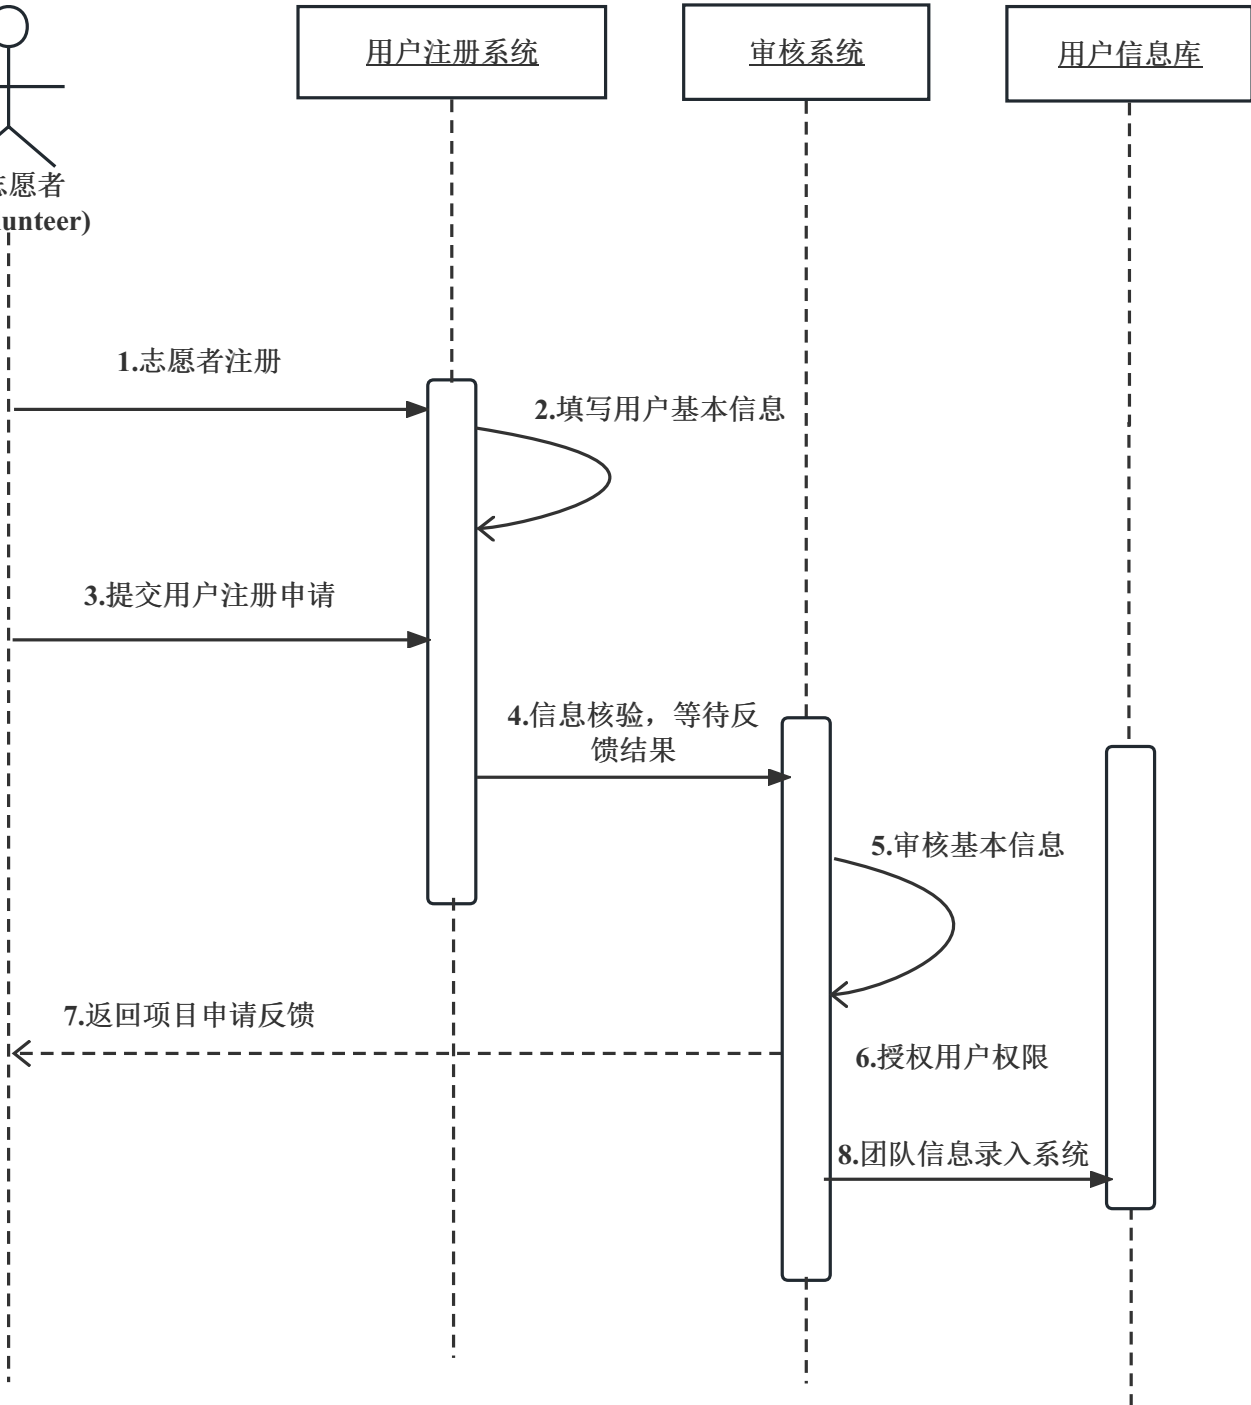 用户注册系统
审核系统
用户信息库
愿者
unteer)
1.志愿者注册
2.填写用户基本信息
3.提交用户注册申请
4.信息核验，等待反
馈结果
5.审核基本信息
7.返回项目申请反馈
6.授权用户权限
8.团队信息录入系统